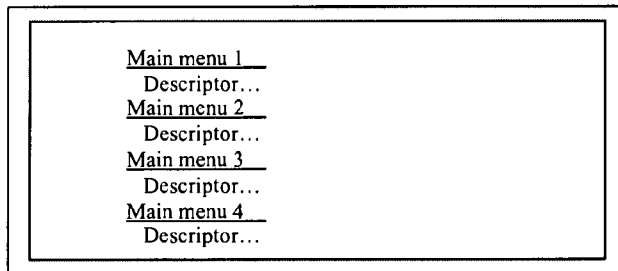 Main menu 1
Descriptor...
Main menu 2
Descriptor...
Main menu 3
Descriptor...
Main menu 4
Descriptor...